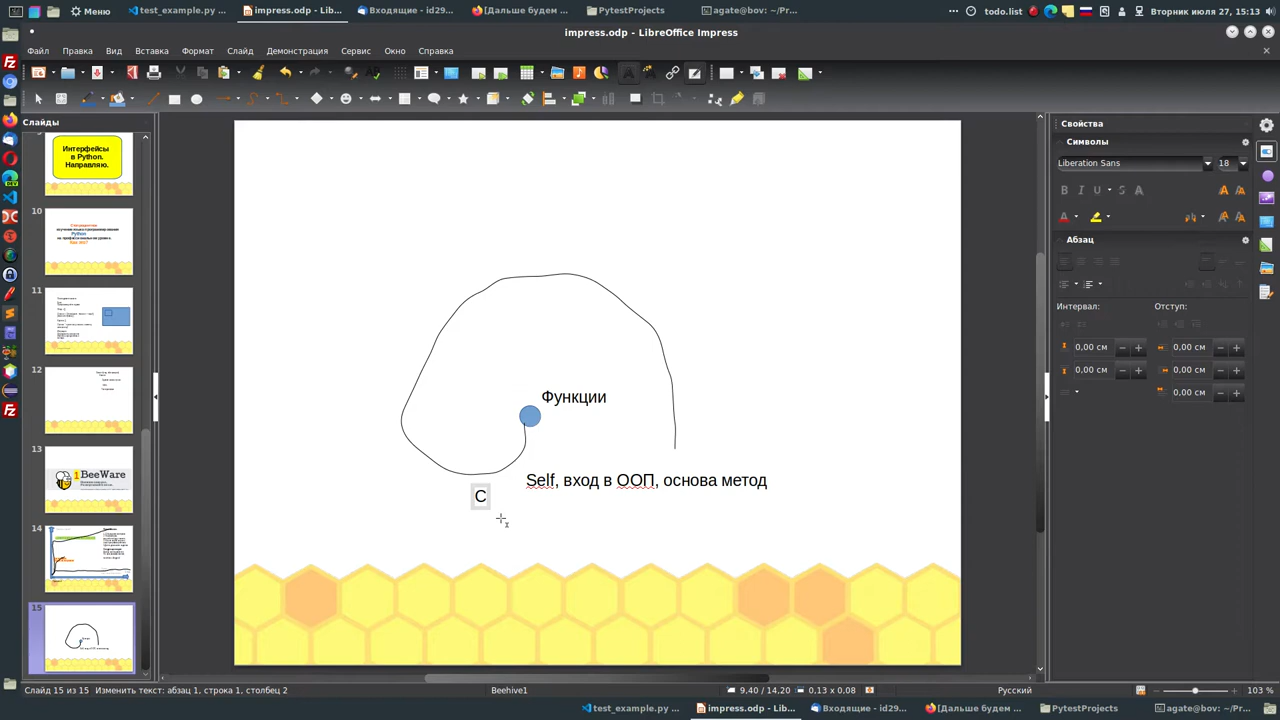 Меню
test_example.py ...
impress.odp - Lib...
Входящие - id29...
[Дальше будем ...
PytestProjects
agate@bov: ~/Pr...
todo.list
Вторник июля 27, 15:13
impress.odp - LibreOffice Impress
Файл Правка Вид Вставка Формат Слайд Демонстрация Сервис Окно Справка
Слайды
Интерфейсы
в Python.
Направляю.
10
Python
11
12
13
BeeWare
14
15
Функции
Self, вход в ООП, основа метод
С
Свойства
Символы
Liberation Sans
18
Абзац
Интервал: Отступ:
0,00 см 0,00 см
0,00 см 0,00 см
0,00 см
Слайд 15 из 15 Изменить текст: абзац 1, строка 1, столбец 2
Beehive1
9.40 / 14.20
0.13 x 0.08
Русский
103 %
test_example.py ...
impress.odp - Lib...
Входящие - id29...
[Дальше будем ...
PytestProjects
agate@bov: ~/Pr...